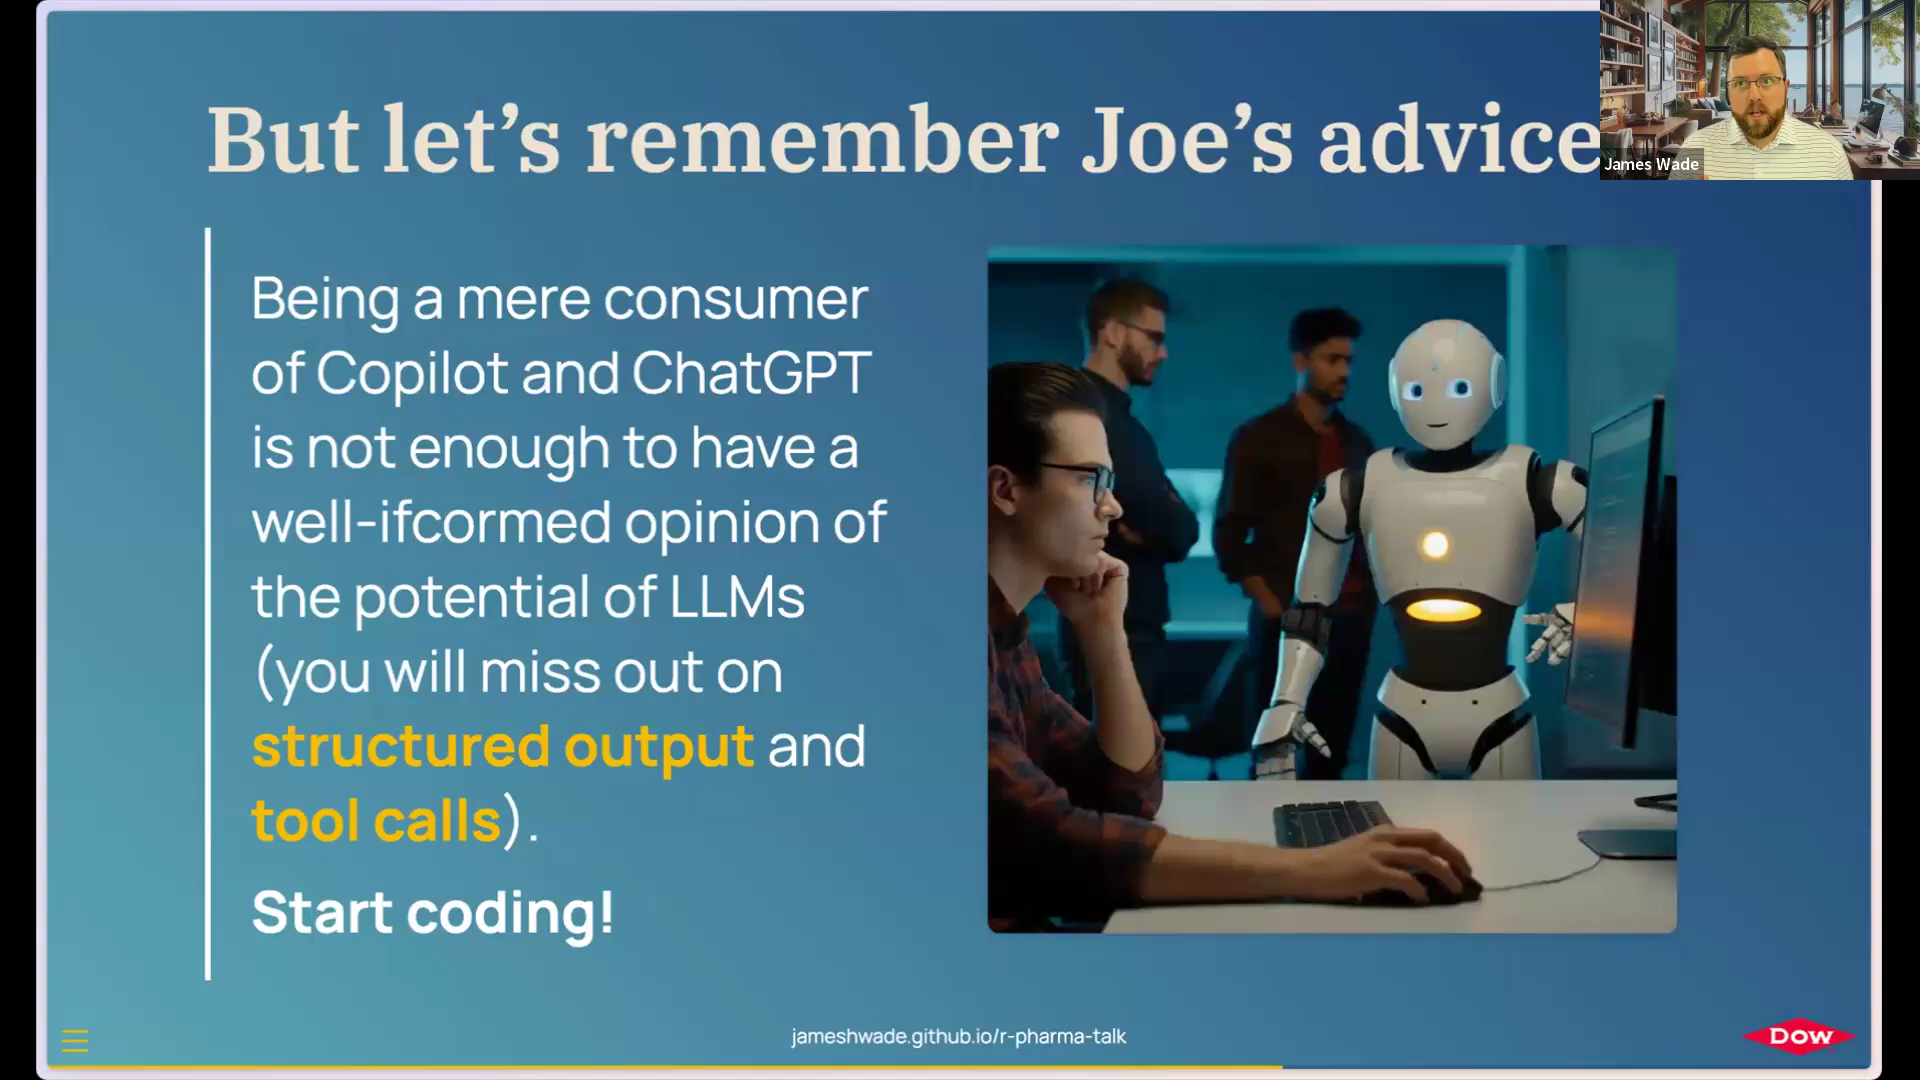 But let’s remember Joe’s advice
James Wade
Being a mere consumer
of Copilot and ChatGPT
is not enough to have a
well-ifcormed opinion of
the potential of LLMs
(you will miss out on
structured output and
tool calls).
Start coding!
jameshwade.github.io/r-pharma-talk
Dow